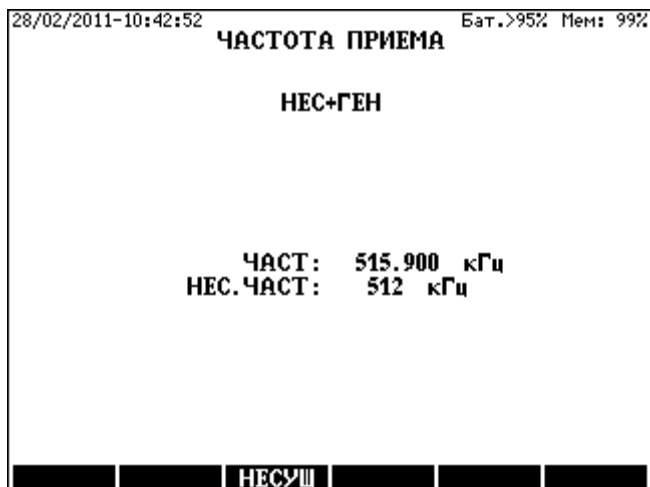 28/02/2011-10:42:52 Бат.>95% Мем: 99%
ЧАСТОТА ПРИЕМА
НЕС+ГЕН
ЧАСТ: 515.900 кГц
НЕС.ЧАСТ: 512 кГц
НЕСУШ